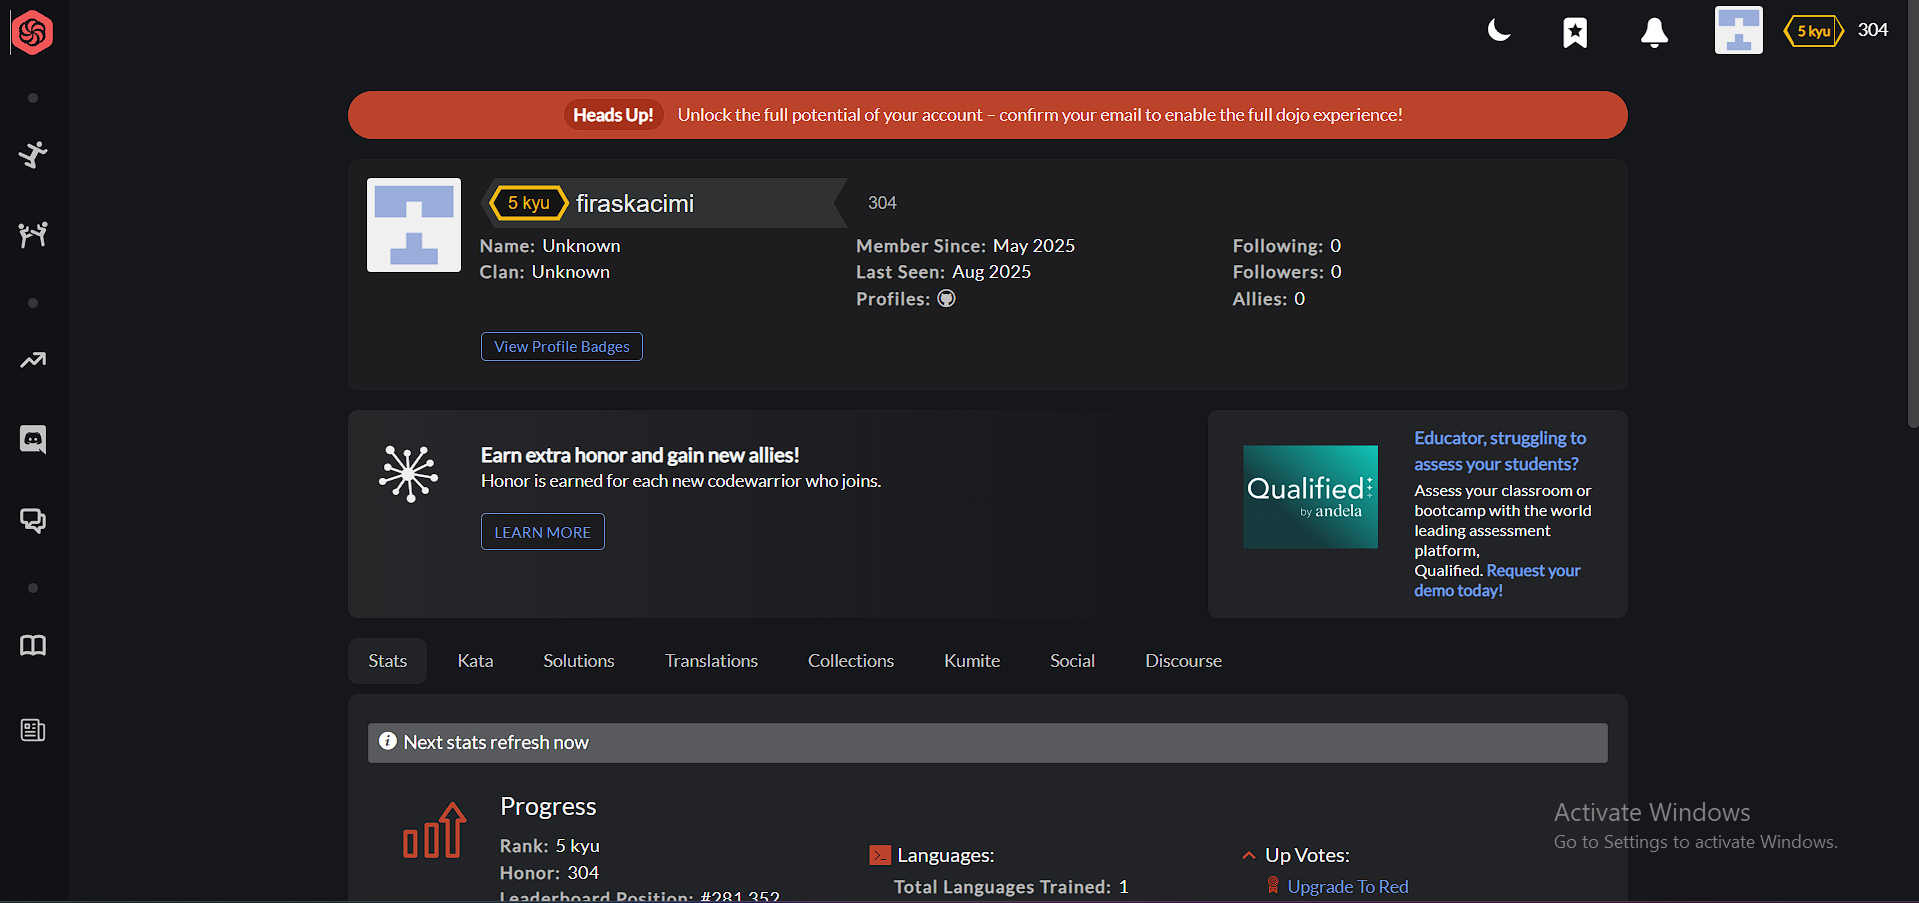 5 kyu 304
Heads Up! Unlock the full potential of your account – confirm your email to enable the full dojo experience!
5 kyu firaskacimi 304
Name: Unknown
Clan: Unknown
Member Since: May 2025
Last Seen: Aug 2025
Profiles:
Following: 0
Followers: 0
Allies: 0
View Profile Badges
Earn extra honor and gain new allies!
Honor is earned for each new codewarrior who joins.
LEARN MORE
Qualified
by andela
Educator, struggling to
assess your students?
Assess your classroom or
bootcamp with the world
leading assessment
platform,
Qualified. Request your
demo today!
Stats Kata Solutions Translations Collections Kumite Social Discourse
Next stats refresh now
Progress
Rank: 5 kyu
Honor: 304
Leaderboard Position: #281,352
Languages:
Total Languages Trained: 1
Up Votes:
Upgrade To Red
Activate Windows
Go to Settings to activate Windows.